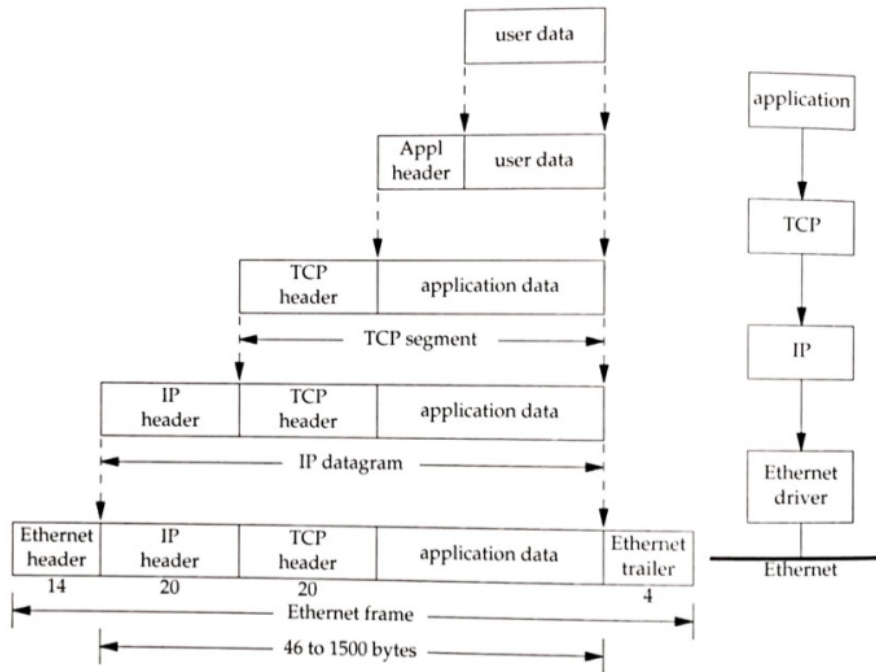 user data
application
Appl
header
user data
TCP
TCP
header
application data
TCP segment
IP
IP
header
TCP
header
application data
IP datagram
Ethernet
driver
Ethernet
header
IP
header
TCP
header
application data
Ethernet
trailer
Ethernet
14
20
20
4
Ethernet frame
46 to 1500 bytes